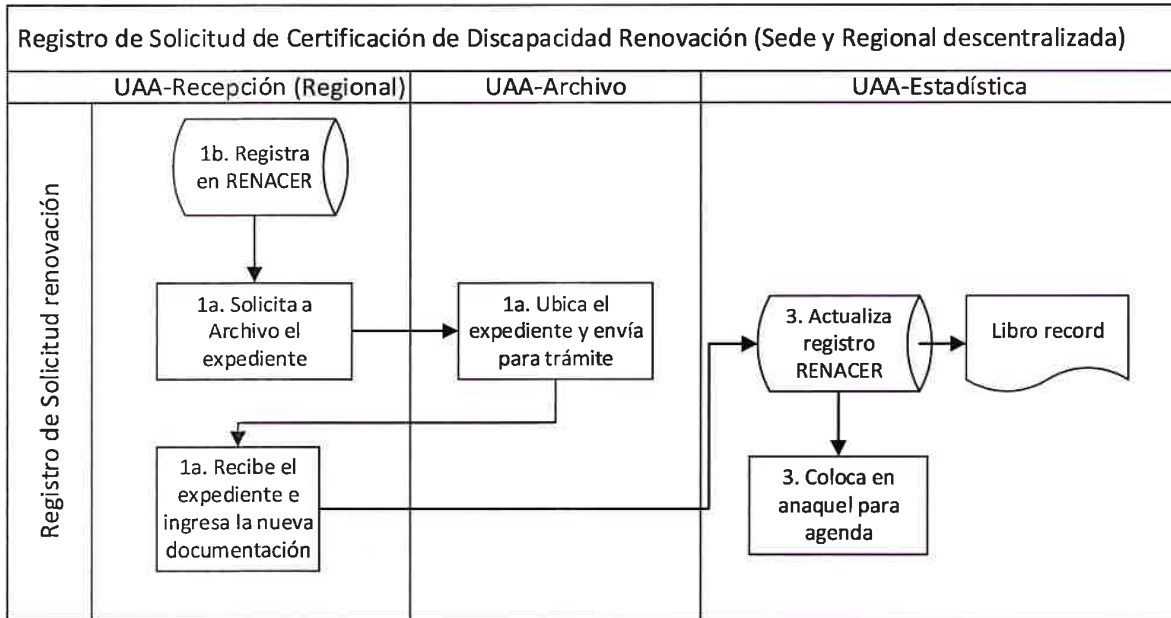 Registro de Solicitud de Certificación de Discapacidad Renovación (Sede y Regional descentralizada)
UAA-Recepción (Regional)
UAA-Archivo
UAA-Estadística
Registro de Solicitud renovación
1b. Registra
en RENACER
1a. Solicita a
Archivo el
expediente
1a. Ubica el
expediente y envía
para trámite
3. Actualiza
registro
RENACER
Libro record
1a. Recibe el
expediente e
ingresa la nueva
documentación
3. Coloca en
anaquel para
agenda